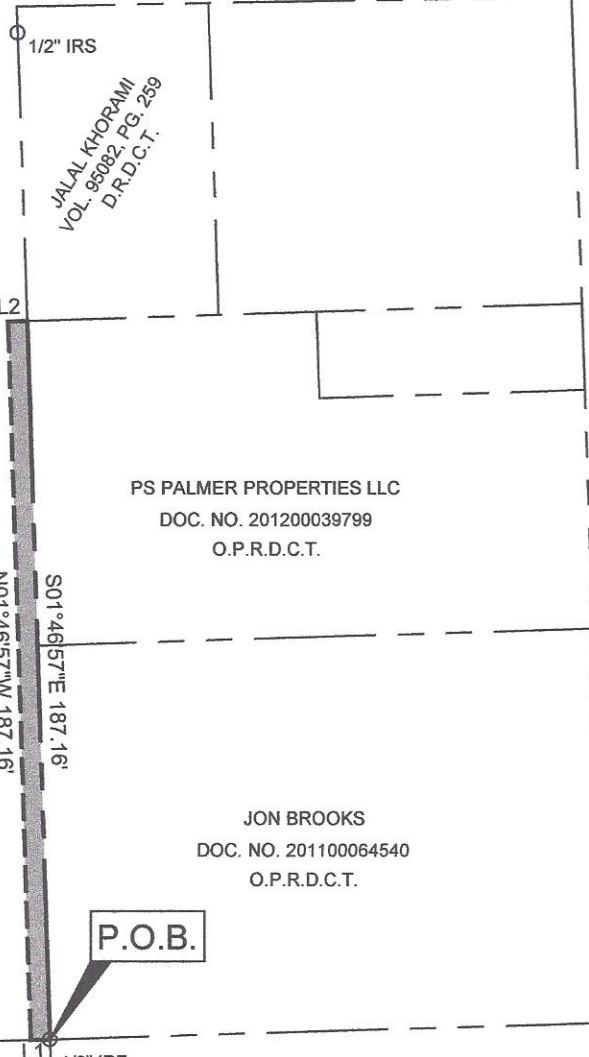 1/2" IRS
JALAL KHORAMI
VOL. 95082, PG. 259
D.R.D.C.T.
L2
PS PALMER PROPERTIES LLC
DOC. NO. 201200039799
O.P.R.D.C.T.
S01°46'57"E 187.16'
N01°46'57"W 187.16'
JON BROOKS
DOC. NO. 201100064540
O.P.R.D.C.T.
P.O.B.
L1